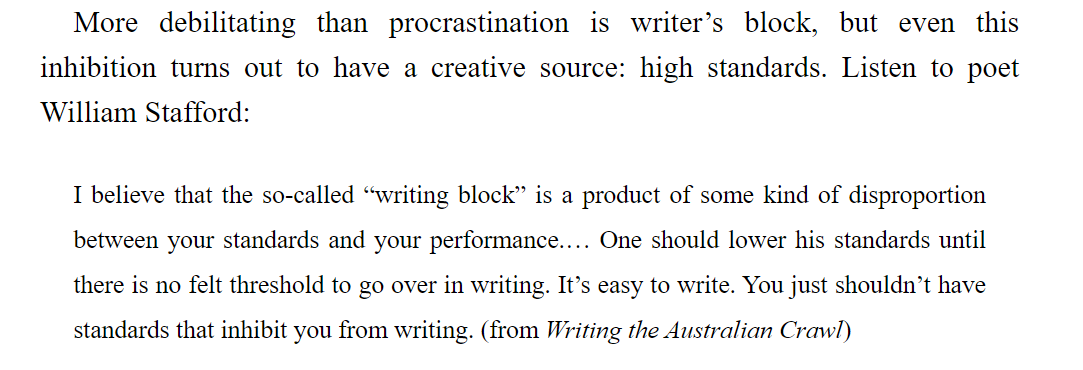 More debilitating than procrastination is writer’s block, but even this
inhibition turns out to have a creative source: high standards. Listen to poet
William Stafford:
I believe that the so-called “writing block” is a product of some kind of disproportion
between your standards and your performance.… One should lower his standards until
there is no felt threshold to go over in writing. It’s easy to write. You just shouldn’t have
standards that inhibit you from writing. (from Writing the Australian Crawl)